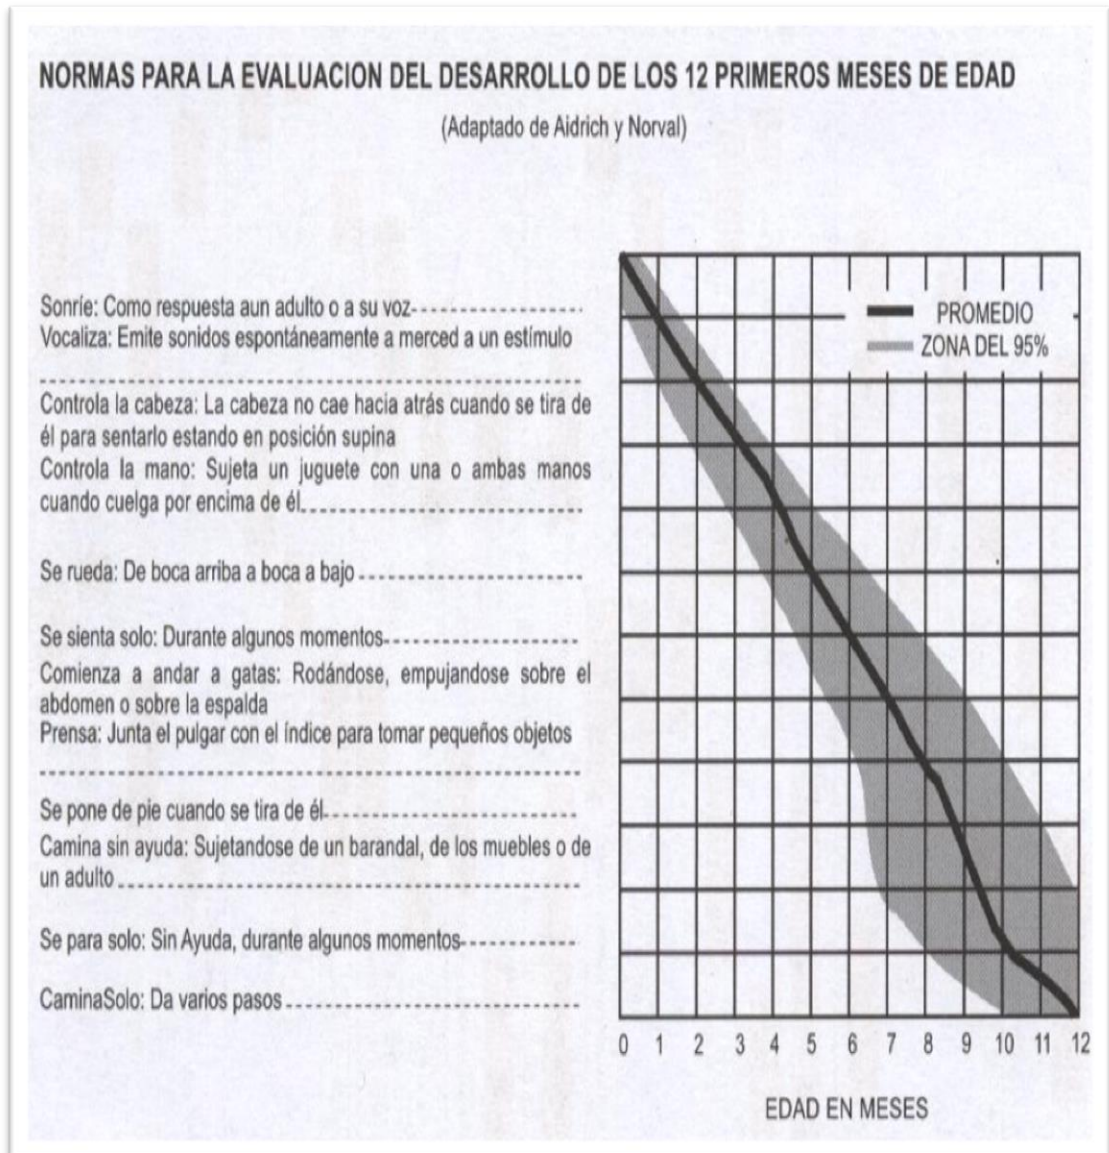 NORMAS PARA LA EVALUACION DEL DESARROLLO DE LOS 12 PRIMEROS MESES DE EDAD
(Adaptado de Aidrich y Norval)
Sonríe: Como respuesta aun adulto o a su voz
Vocaliza: Emite sonidos espontáneamente a merced a un estímulo
Controla la cabeza: La cabeza no cae hacia atrás cuando se tira de
él para sentarlo estando en posición supina
Controla la mano: Sujeta un juguete con una o ambas manos
cuando cuelga por encima de él.
Se rueda: De boca arriba a boca a bajo
Se sienta solo: Durante algunos momentos
Comienza a andar a gatas: Rodándose, empujandose sobre el
abdomen o sobre la espalda
Prensa: Junta el pulgar con el índice para tomar pequeños objetos
Se pone de pie cuando se tira de él
Camina sin ayuda: Sujetandose de un barandal, de los muebles o de
un adulto
Se para solo: Sin Ayuda, durante algunos momentos
CaminaSolo: Da varios pasos
PROMEDIO
ZONA DEL 95%
0 1 2 3 4 5 6 7 8 9 10 11 12
EDAD EN MESES